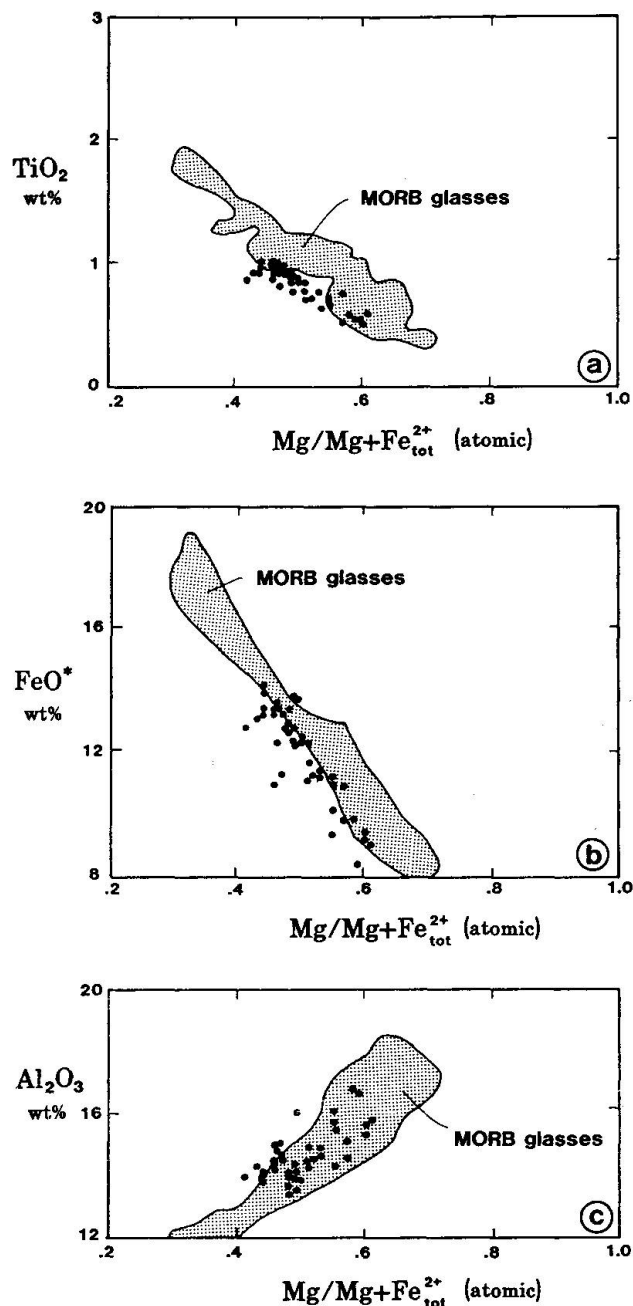 3
TiO2
wt%
2
MORB glasses
1
0
.2 .4 .6 .8 1.0
a
Mg/Mg+Fe2+tot (atomic)
20
MORB glasses
16
FeO*
wt%
12
8
.2 .4 .6 .8 1.0
b
Mg/Mg+Fe2+tot (atomic)
20
Al2O3
wt%
16
MORB glasses
12
.2 .4 .6 .8 1.0
c
Mg/Mg+Fe2+tot (atomic)